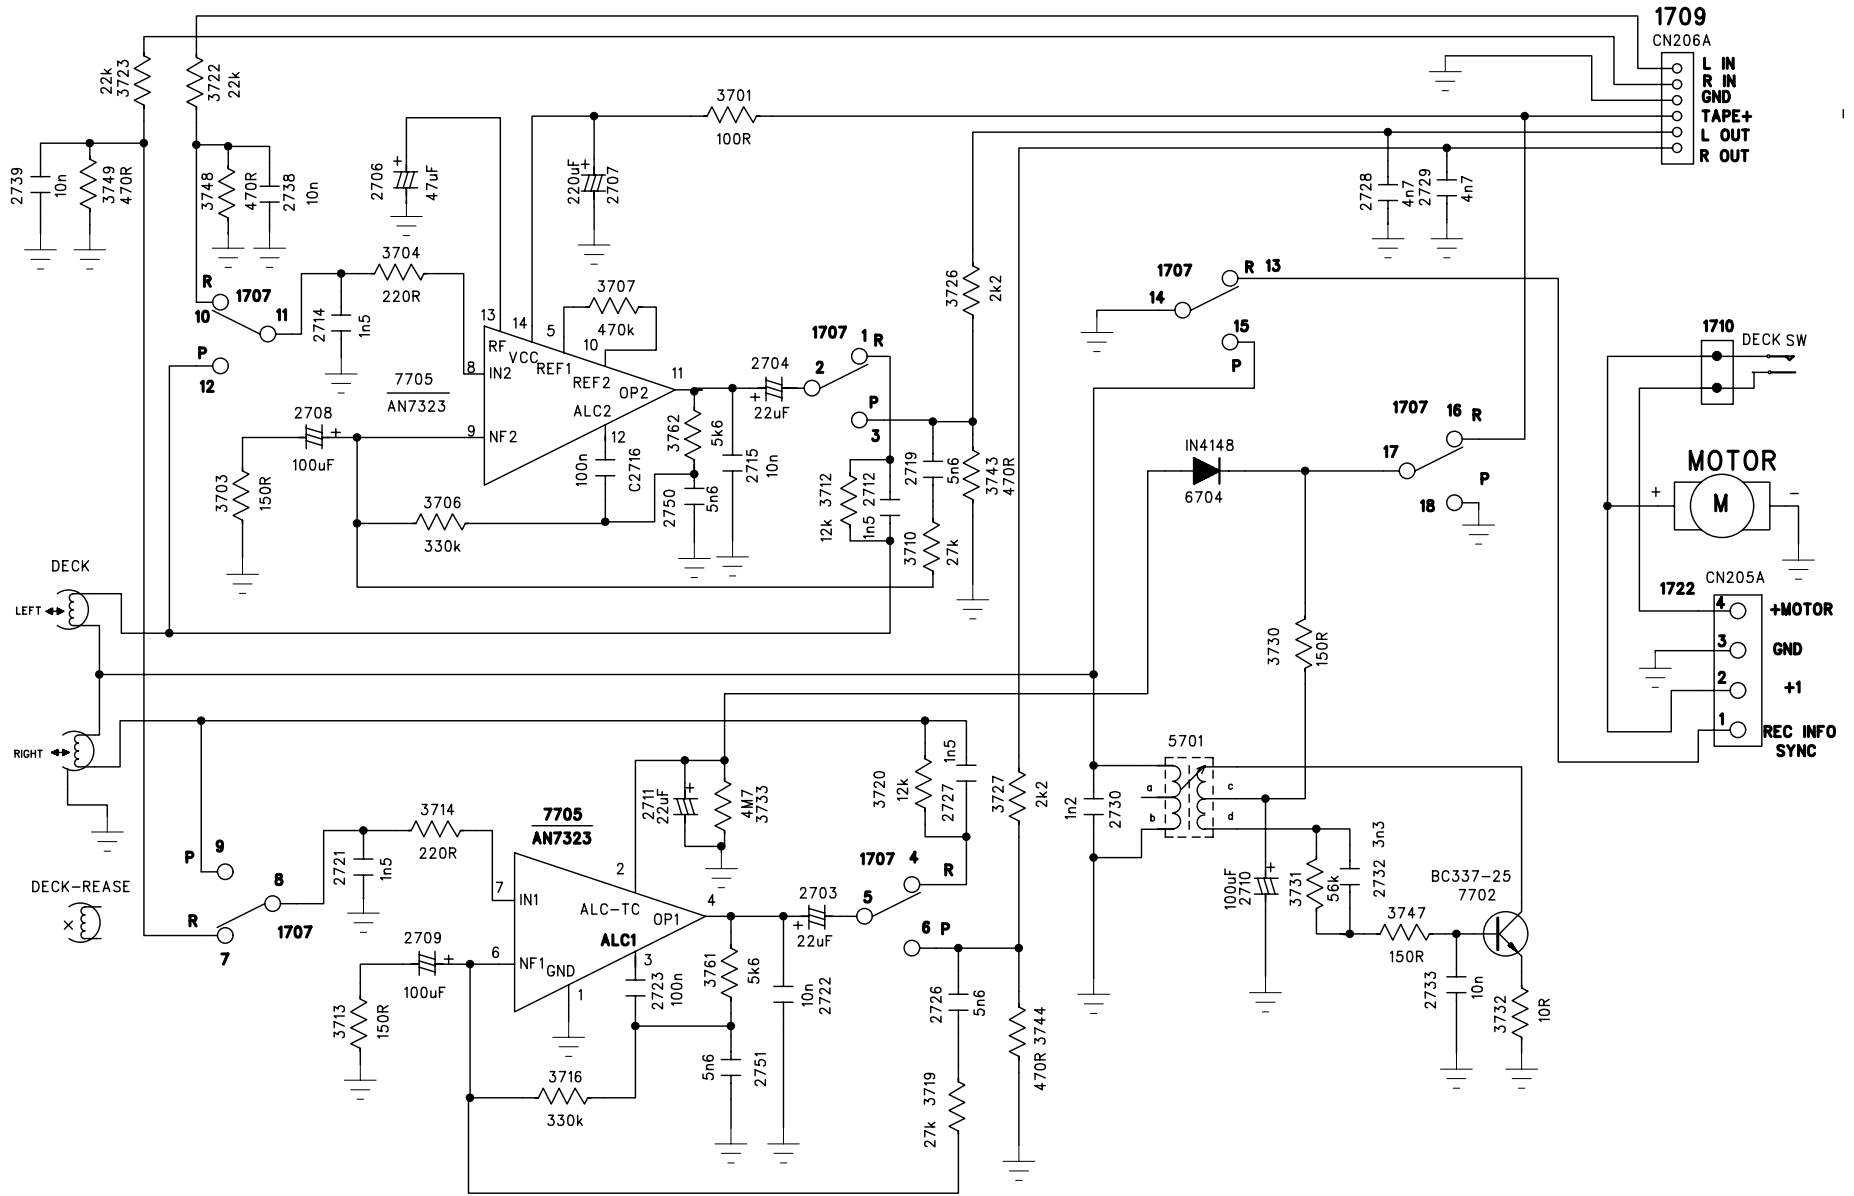 1709
CN206A
L IN
R IN
GND
TAPE+
L OUT
R OUT
22k
3723
3722
22k
3701
100R
2739
10n
3749
470R
3748
470R
2738
10n
2706
+
47uF
220uF
+
2707
2728
4n7
2729
4n7
R
1707
10
11
P
12
3704
220R
2714
1n5
3707
470k
13
14
5
10
RF
VCC
REF1
REF2
8
IN2
OP2
11
ALC2
12
9
NF2
7705
AN7323
2708
+
100uF
3703
150R
3706
330k
100n
C2716
3762
5k6
2750
5n6
2715
10n
2704
+
22uF
1707
1
R
2
P
3
12k 3712
1n5 2712
2719
5n6
3710
27k
3726
2k2
3743
470R
1707
R 13
14
15
P
1707
16 R
17
P
18
IN4148
6704
1710
DECK SW
MOTOR
+
M
-
CN205A
1722
4
+MOTOR
3
GND
2
+1
1
REC INFO
SYNC
DECK
LEFT
RIGHT
DECK-REASE
x
3730
150R
5701
a
b
c
d
1n2
2730
3727
2k2
3720
12k
1n5
2727
2711
22uF
+
4M7
3733
3714
220R
7705
AN7323
P
9
8
R
1707
7
2721
1n5
7
IN1
2
ALC-TC
OP1
4
ALC1
3
6
NF1
GND
1
2709
+
100uF
3713
150R
2723
100n
3761
5k6
10n
2722
5n6
2751
3716
330k
2703
+
22uF
1707
4
R
5
6 P
2726
5n6
27k 3719
470R 3744
100uF
2710
+
3731
56k
2732 3n3
3747
150R
BC337-25
7702
2733
10n
3732
10R